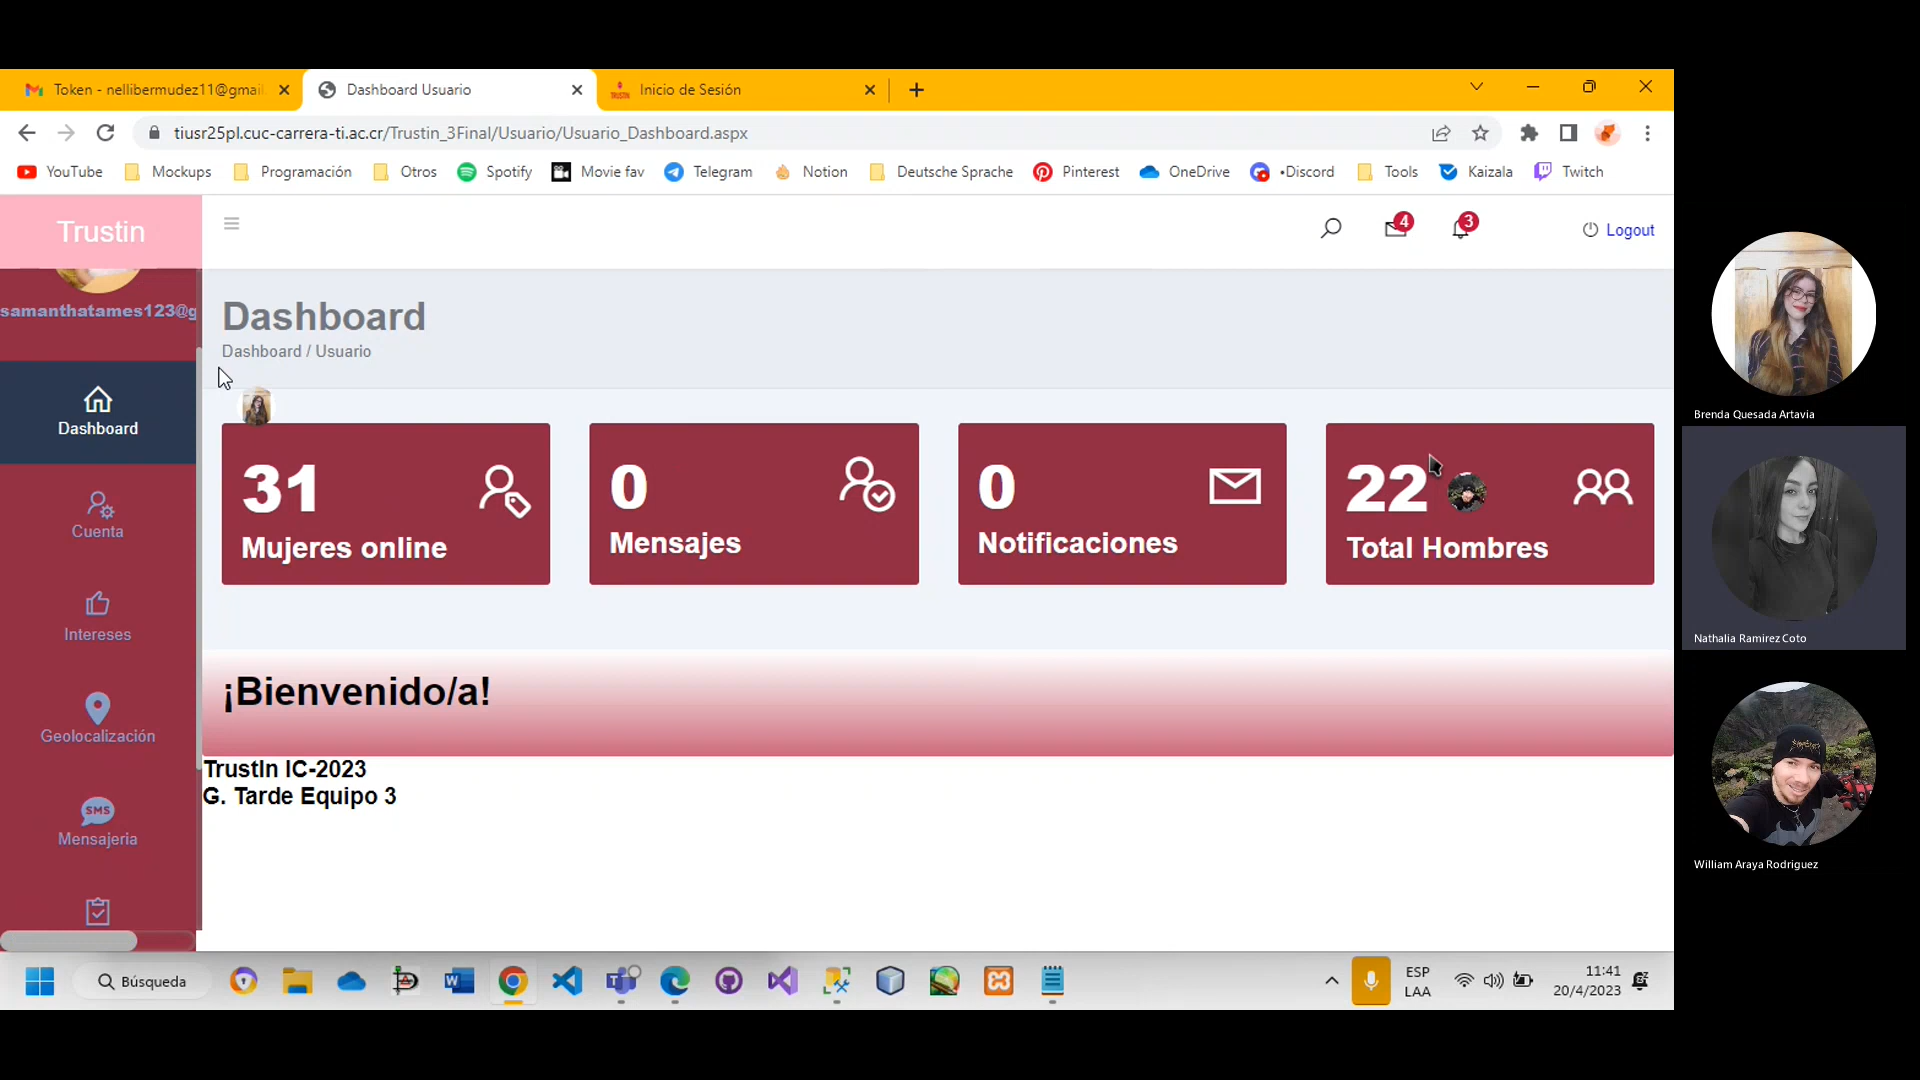 Token - nellibermudez11@gmai
Dashboard Usuario
Inicio de Sesión
tiusr25pl.cuc-carrera-ti.ac.cr/Trustin_3Final/Usuario/Usuario_Dashboard.aspx
YouTube
Mockups
Programación
Otros
Spotify
Movie fav
Telegram
Notion
Deutsche Sprache
Pinterest
OneDrive
•Discord
Tools
Kaizala
Twitch
Trustin
4
3
Logout
samanthatames123@g
Dashboard
Dashboard / Usuario
Dashboard
Cuenta
Intereses
Geolocalización
SMS
Mensajeria
31
Mujeres online
0
Mensajes
0
Notificaciones
22
Total Hombres
¡Bienvenido/a!
TrustIn IC-2023
G. Tarde Equipo 3
Brenda Quesada Artavia
Nathalia Ramirez Coto
William Araya Rodriguez
Búsqueda
ESP
LAA
11:41
20/4/2023